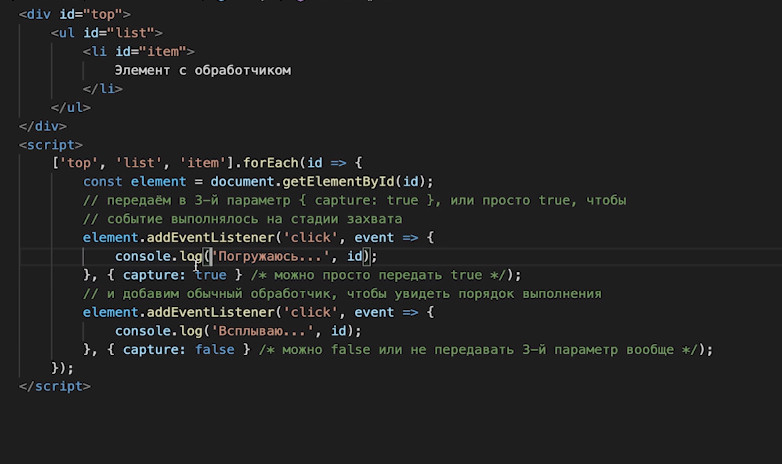 <div id="top">
<ul id="list">
<li id="item">
Элемент с обработчиком
</li>
</ul>
</div>
<script>
['top', 'list', 'item'].forEach(id => {
const element = document.getElementById(id);
// передаём в 3-й параметр { capture: true }, или просто true, чтобы
// событие выполнялось на стадии захвата
element.addEventListener('click', event => {
console.log('Погружаюсь...', id);
}, { capture: true } /* можно просто передать true */);
// и добавим обычный обработчик, чтобы увидеть порядок выполнения
element.addEventListener('click', event => {
console.log('Всплываю...', id);
}, { capture: false } /* можно false или не передавать 3-й параметр вообще */);
});
</script>